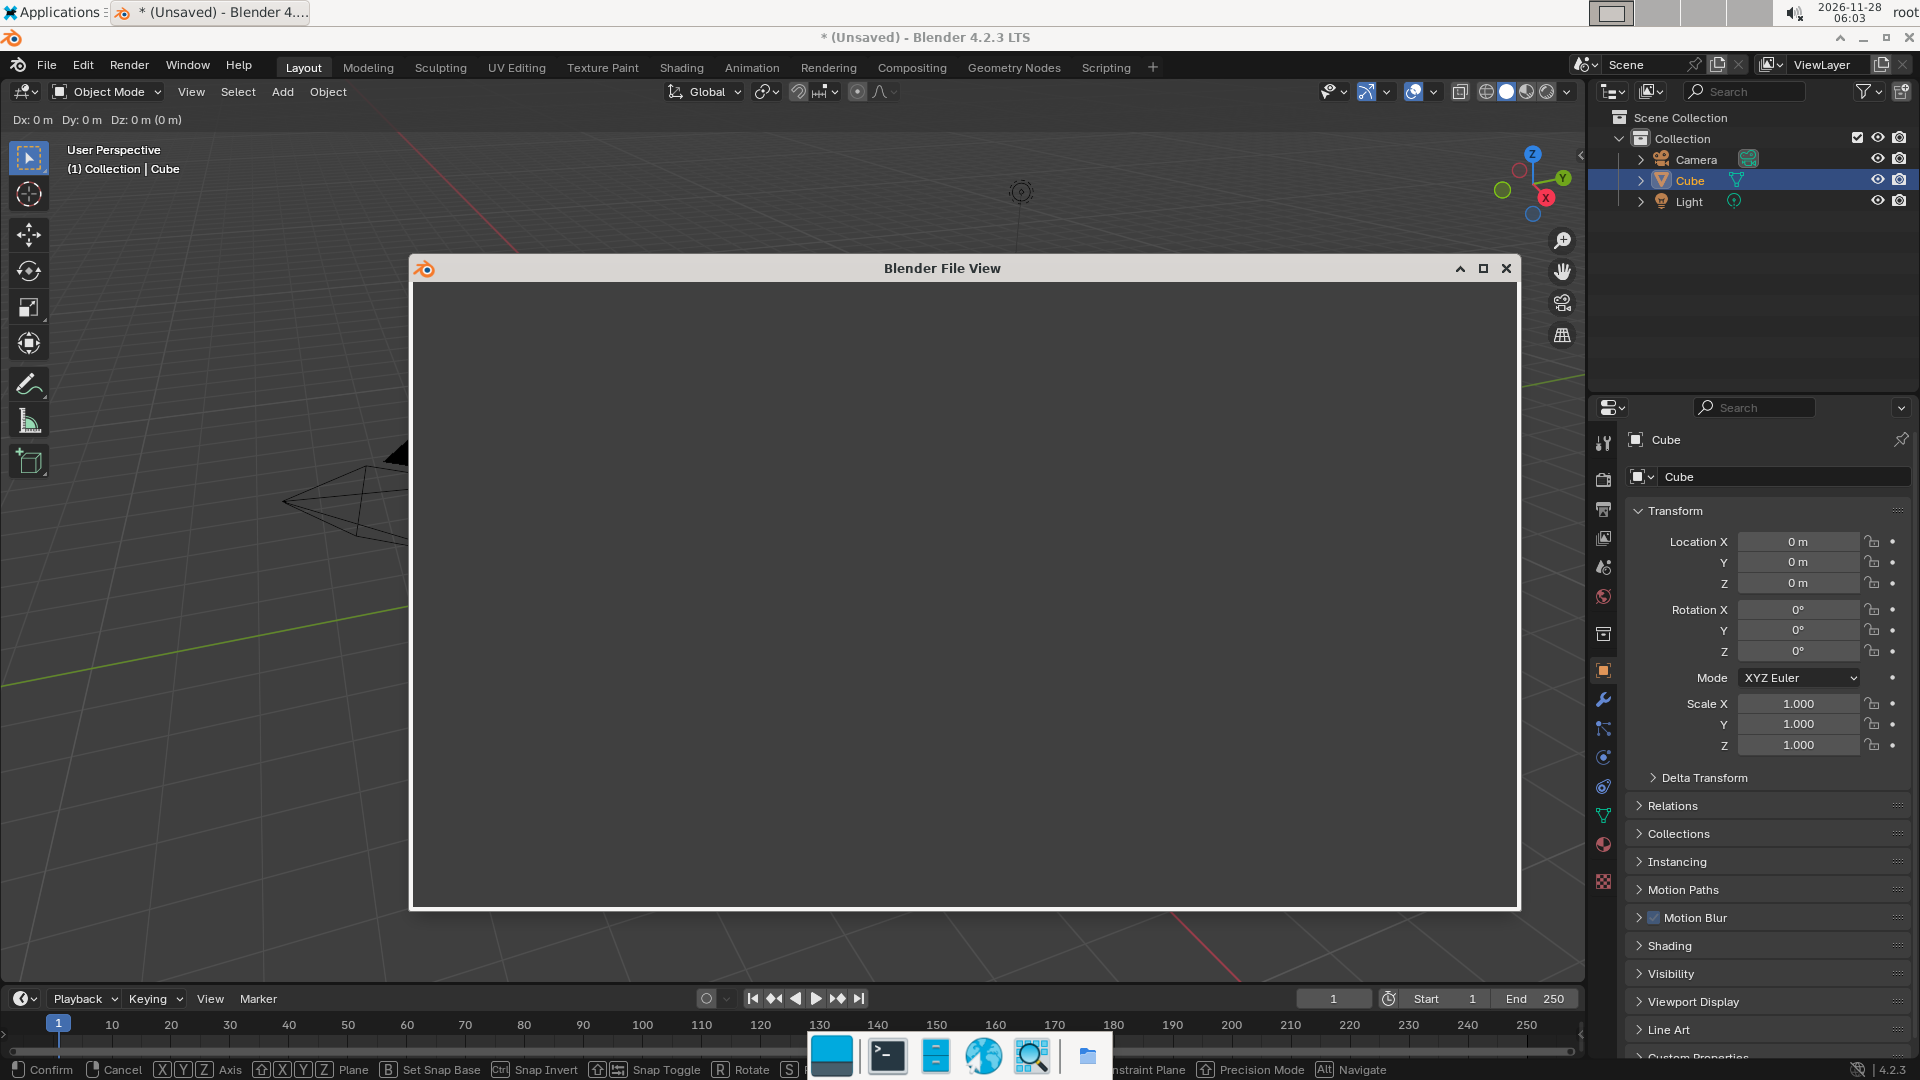 Applications
* (Unsaved) - Blender 4....
2026-11-28
06:03
root
* (Unsaved) - Blender 4.2.3 LTS
File Edit Render Window Help
Layout Modeling Sculpting UV Editing Texture Paint Shading Animation Rendering Compositing Geometry Nodes Scripting
Scene
ViewLayer
Object Mode View Select Add Object
Global
Search
Dx: 0 m Dy: 0 m Dz: 0 m (0 m)
Scene Collection
Collection
Camera
Cube
Light
User Perspective
(1) Collection | Cube
Z
Y
X
Blender File View
Search
Cube
Cube
Transform
Location X 0 m
Y 0 m
Z 0 m
Rotation X 0°
Y 0°
Z 0°
Mode XYZ Euler
Scale X 1.000
Y 1.000
Z 1.000
Delta Transform
Relations
Collections
Instancing
Motion Paths
Motion Blur
Shading
Visibility
Viewport Display
Line Art
Playback Keying View Marker
1
Start 1
End 250
1 10 20 30 40 50 60 70 80 90 100 110 120 130 140 150 160 170 180 190 200 210 220 230 240 250
Confirm Cancel X Y Z Axis X Y Z Plane B Set Snap Base Ctrl Snap Invert Snap Toggle R Rotate S
nstraint Plane Precision Mode Alt Navigate
4.2.3